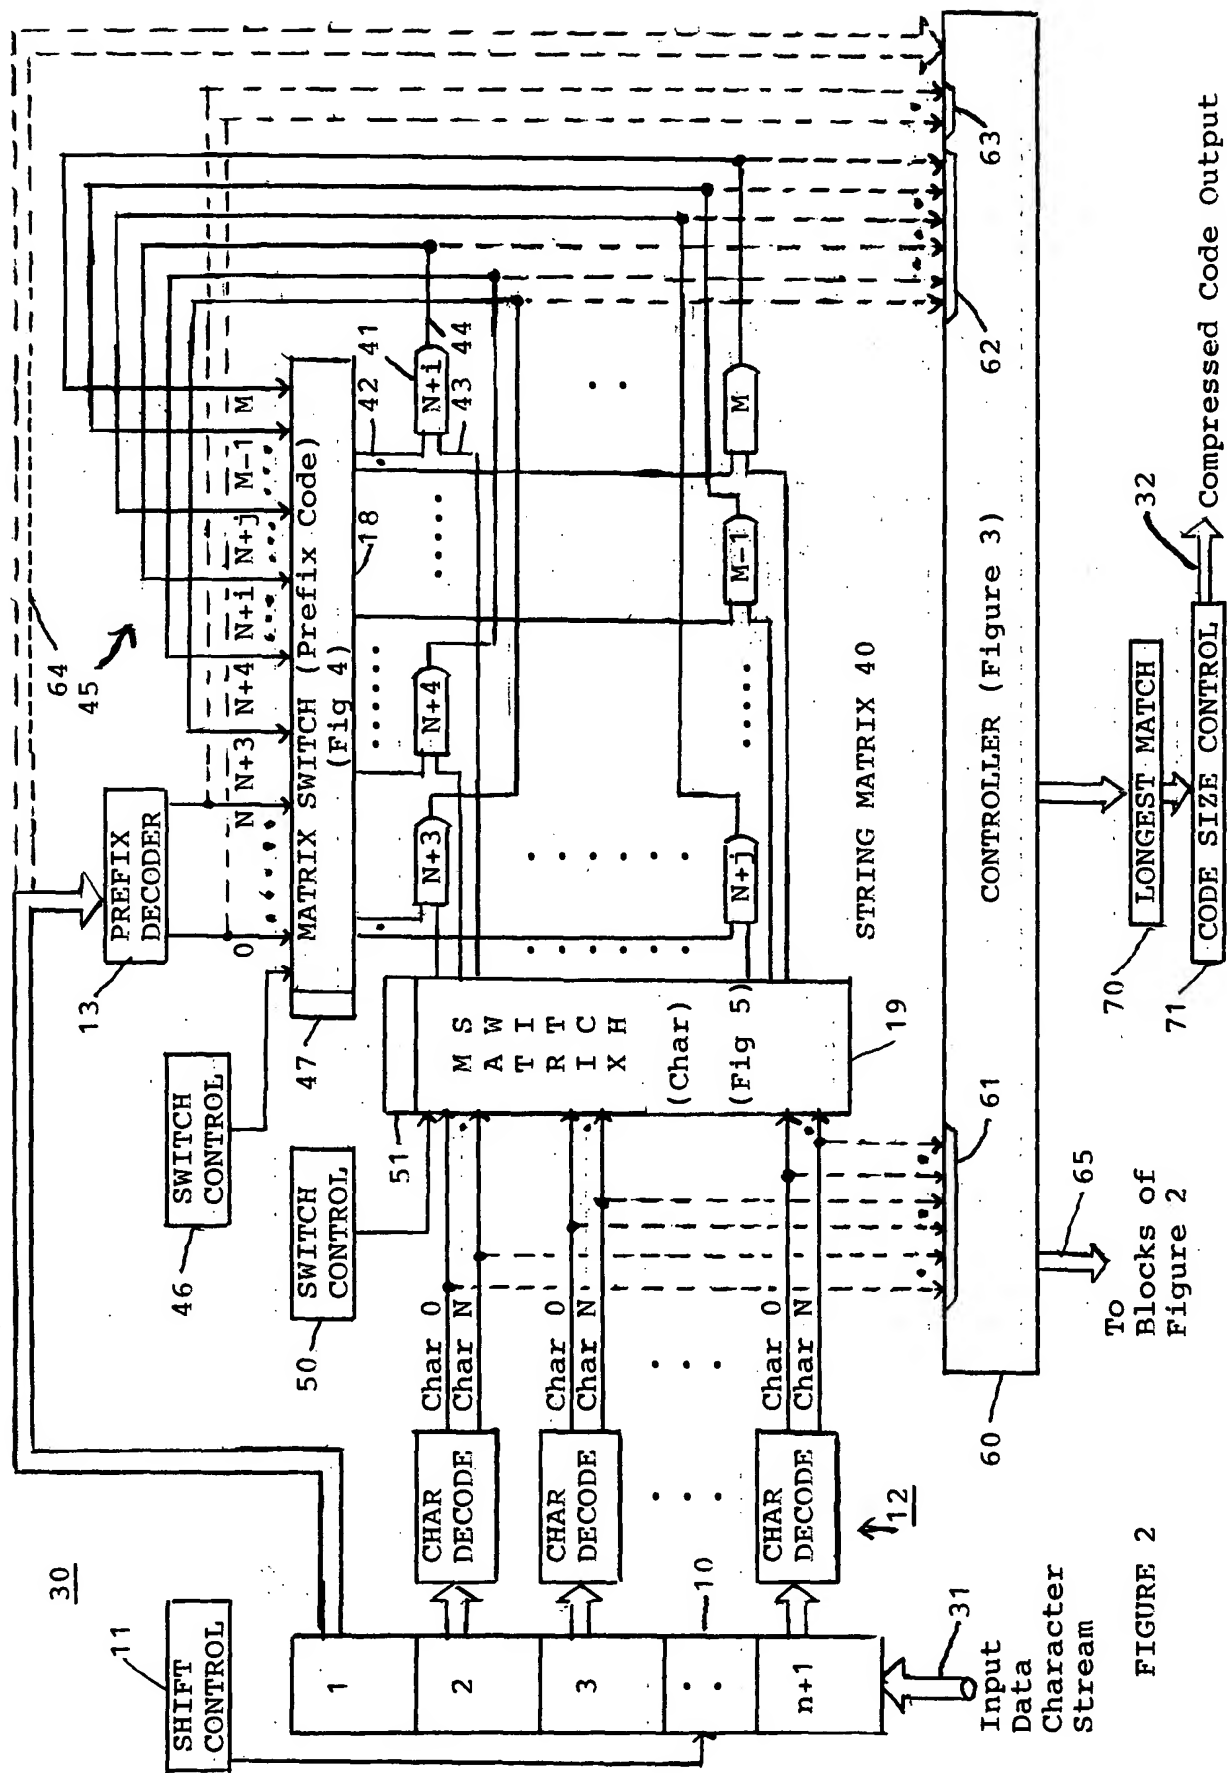 30
11
SHIFT
CONTROL
1
2
3
. .
n+1
10
31
Input
Data
Character
Stream
CHAR
DECODE
CHAR
DECODE
CHAR
DECODE
12
Char 0
Char N
Char 0
Char N
Char 0
Char N
46
SWITCH
CONTROL
50
SWITCH
CONTROL
13
PREFIX
DECODER
64
45
0
N
N+3
N+4
N+i
N+j
M-1
M
47
MATRIX SWITCH (Prefix Code)
(Fig 4)
18
51
MATRIX
SWITCH
(Char)
(Fig 5)
19
N+3
N+4
N+i
41
42
43
44
N+j
M-1
M
STRING MATRIX 40
61
62
63
CONTROLLER (Figure 3)
60
65
To
Blocks of
Figure 2
70
LONGEST MATCH
71
CODE SIZE CONTROL
32
Compressed Code Output
FIGURE 2